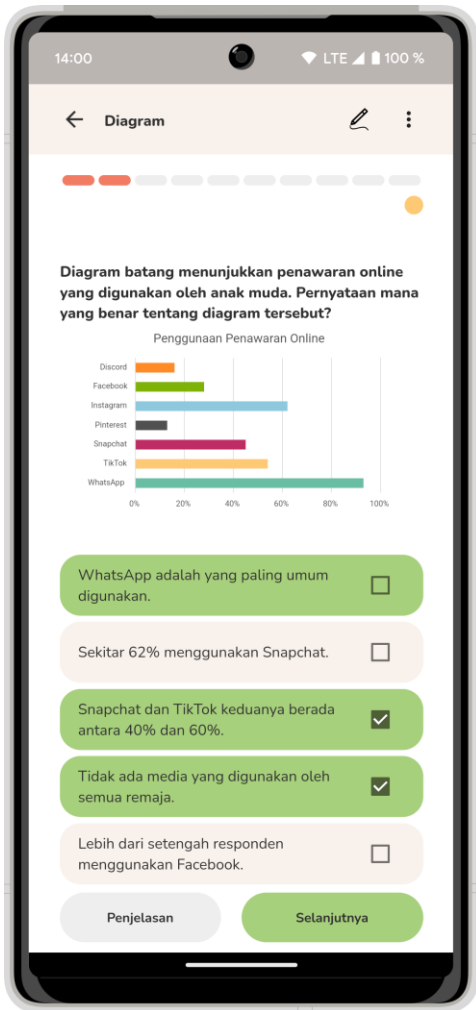 14:00
LTE
100 %
Diagram
Diagram batang menunjukkan penawaran online
yang digunakan oleh anak muda. Pernyataan mana
yang benar tentang diagram tersebut?
Penggunaan Penawaran Online
Discord
Facebook
Instagram
Pinterest
Snapchat
TikTok
WhatsApp
0% 20% 40% 60% 80% 100%
WhatsApp adalah yang paling umum
digunakan.
Sekitar 62% menggunakan Snapchat.
Snapchat dan TikTok keduanya berada
antara 40% dan 60%.
Tidak ada media yang digunakan oleh
semua remaja.
Lebih dari setengah responden
menggunakan Facebook.
Penjelasan
Selanjutnya